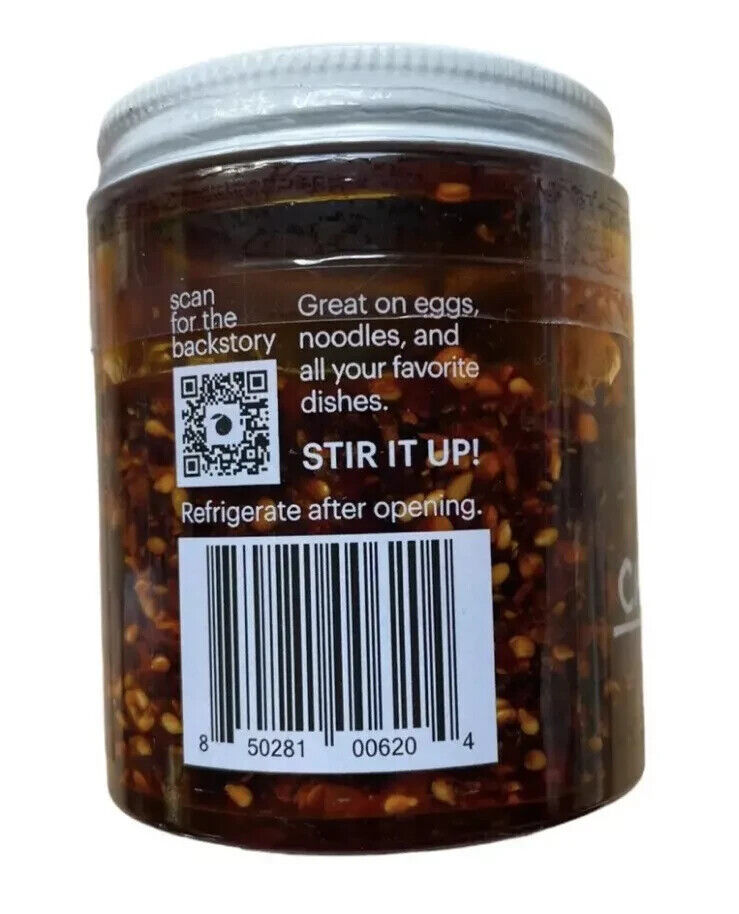 scan
for the
backstory
Great on eggs,
noodles, and
all your favorite
dishes.
STIR IT UP!
Refrigerate after opening.
8 50281 00620 4